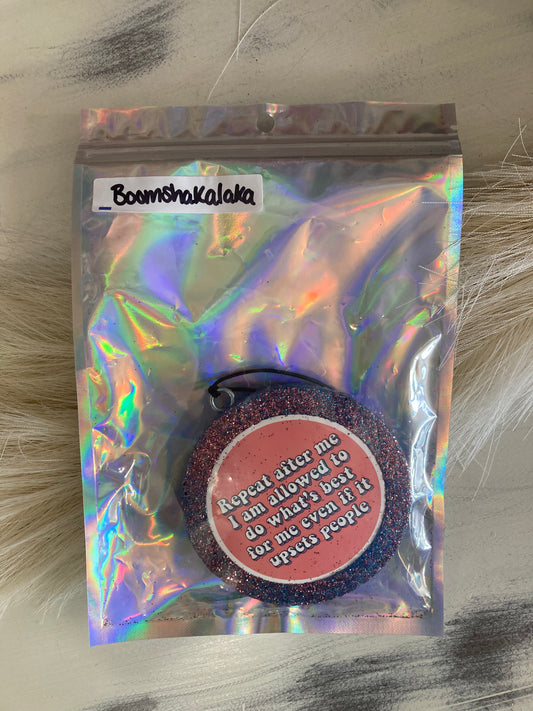 _Boomshakalaka
Repeat after me
I am allowed to
do what's best
for me even if it
upsets people